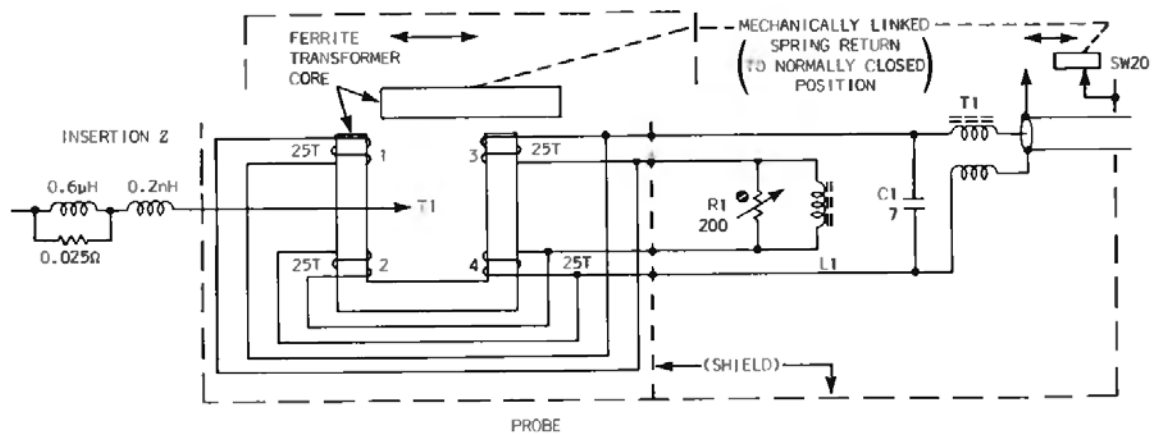 FERRITE
TRANSFORMER
CORE
MECHANICALLY LINKED
SPRING RETURN
TO NORMALLY CLOSED
POSITION
SW20
T1
INSERTION Z
25T
1
3
25T
0.6μH
0.2nH
T1
R1
200
C1
7
0.025Ω
25T
2
4
25T
L1
(SHIELD)
PROBE